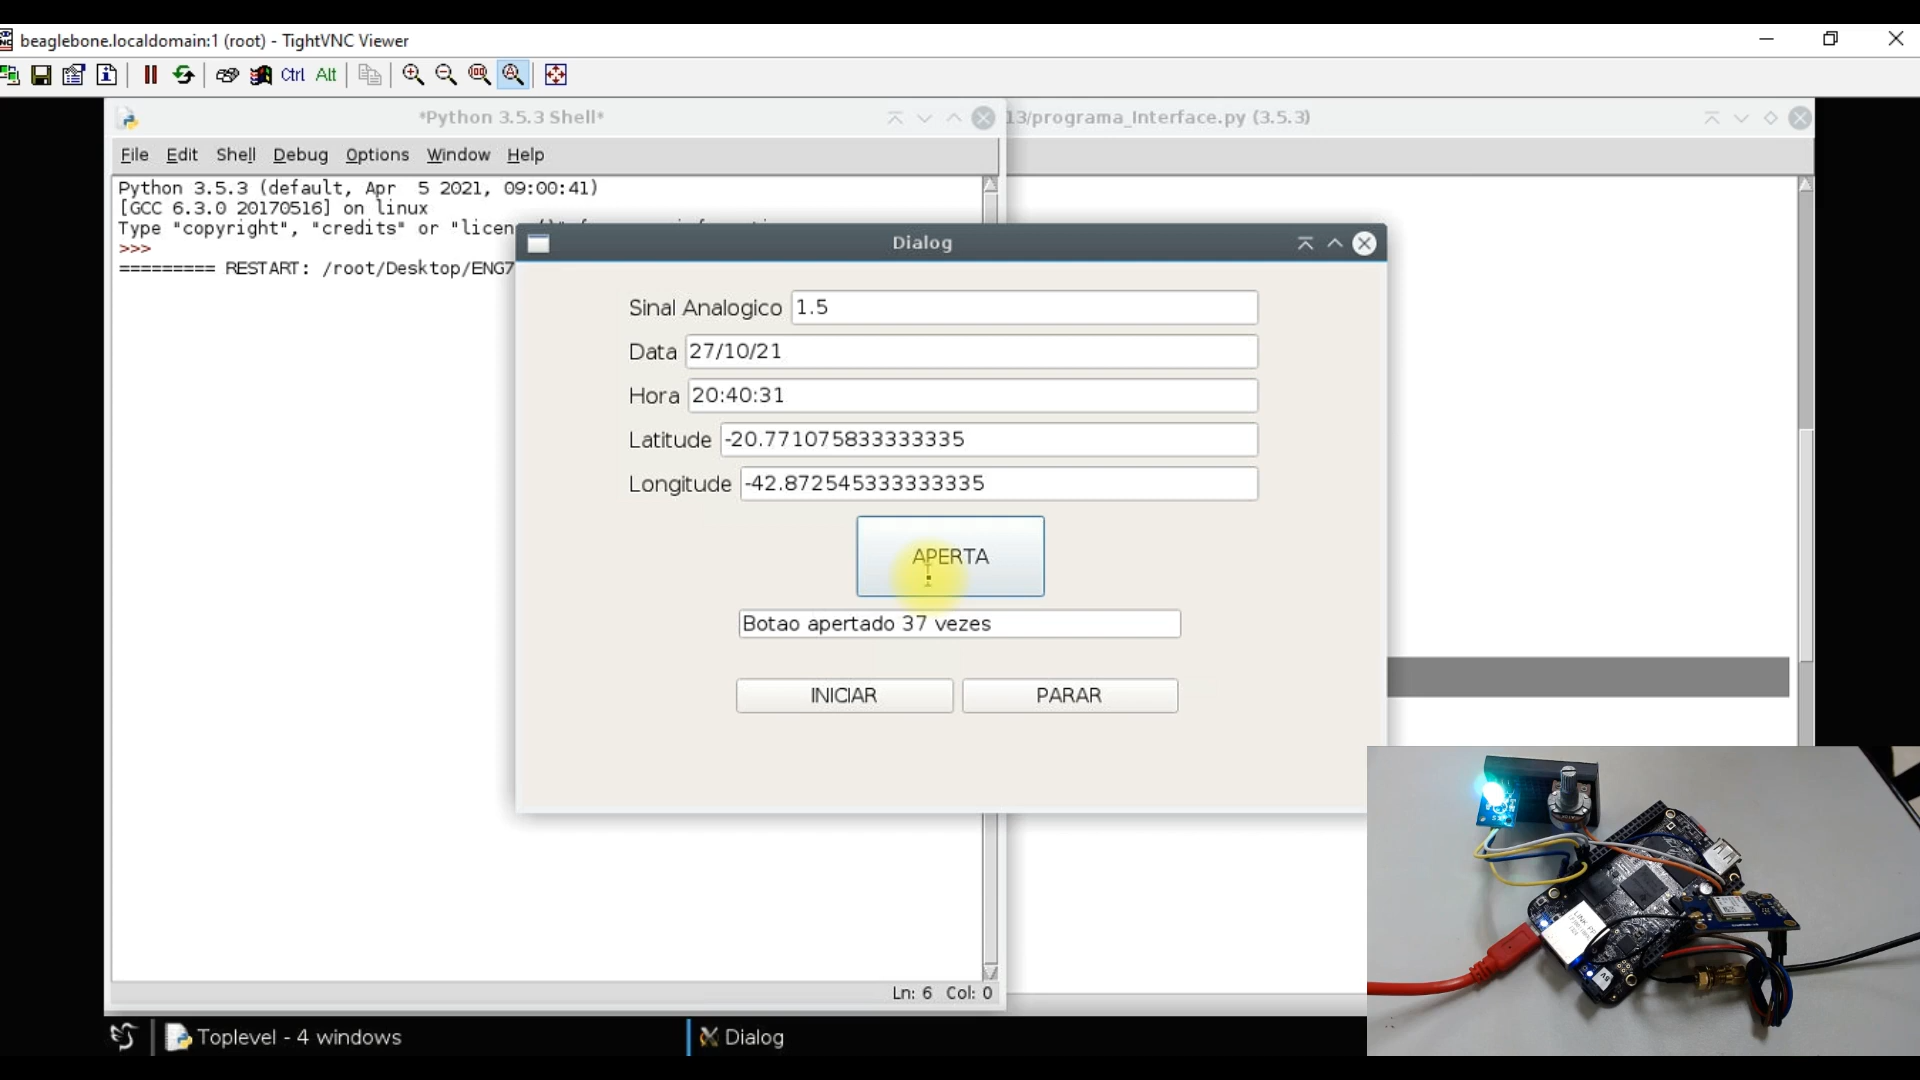 beaglebone.localdomain:1 (root) - TightVNC Viewer
Ctrl Alt
*Python 3.5.3 Shell*
13/programa_Interface.py (3.5.3)
File Edit Shell Debug Options Window Help
Python 3.5.3 (default, Apr  5 2021, 09:00:41)
[GCC 6.3.0 20170516] on linux
Type "copyright", "credits" or "licen
>>>
========= RESTART: /root/Desktop/ENG7
Dialog
Sinal Analogico 1.5
Data 27/10/21
Hora 20:40:31
Latitude -20.771075833333335
Longitude -42.872545333333335
APERTA
Botao apertado 37 vezes
INICIAR PARAR
Ln: 6 Col: 0
Toplevel - 4 windows
Dialog
LINK PP
5V